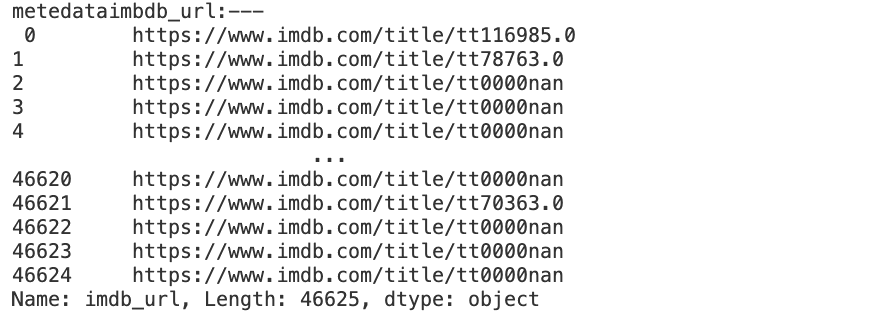 metedataimbdb_url:---
0 https://www.imdb.com/title/tt116985.0
1 https://www.imdb.com/title/tt78763.0
2 https://www.imdb.com/title/tt0000nan
3 https://www.imdb.com/title/tt0000nan
4 https://www.imdb.com/title/tt0000nan
...
46620 https://www.imdb.com/title/tt0000nan
46621 https://www.imdb.com/title/tt70363.0
46622 https://www.imdb.com/title/tt0000nan
46623 https://www.imdb.com/title/tt0000nan
46624 https://www.imdb.com/title/tt0000nan
Name: imdb_url, Length: 46625, dtype: object